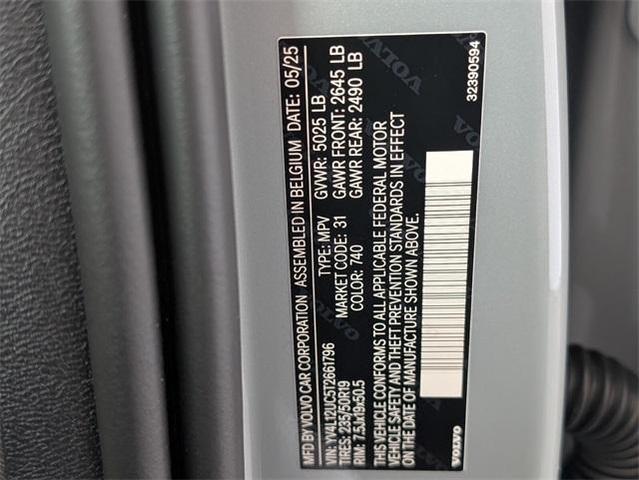 MFD BY VOLVO CAR CORPORATION ASSEMBLED IN BELGIUM DATE: 05/25
VIN: YV4L12UC5T2661796 TYPE: MPV GVWR: 5025 LB
TIRES: 235/50R19 MARKET CODE: 31 GAWR FRONT: 2645 LB
RIM: 7.5Jx19x50.5 COLOR: 740 GAWR REAR: 2490 LB
THIS VEHICLE CONFORMS TO ALL APPLICABLE FEDERAL MOTOR
VEHICLE SAFETY AND THEFT PREVENTION STANDARDS IN EFFECT
ON THE DATE OF MANUFACTURE SHOWN ABOVE.
VOLVO
32390594
VOLVO
VOLVO
VOLVO